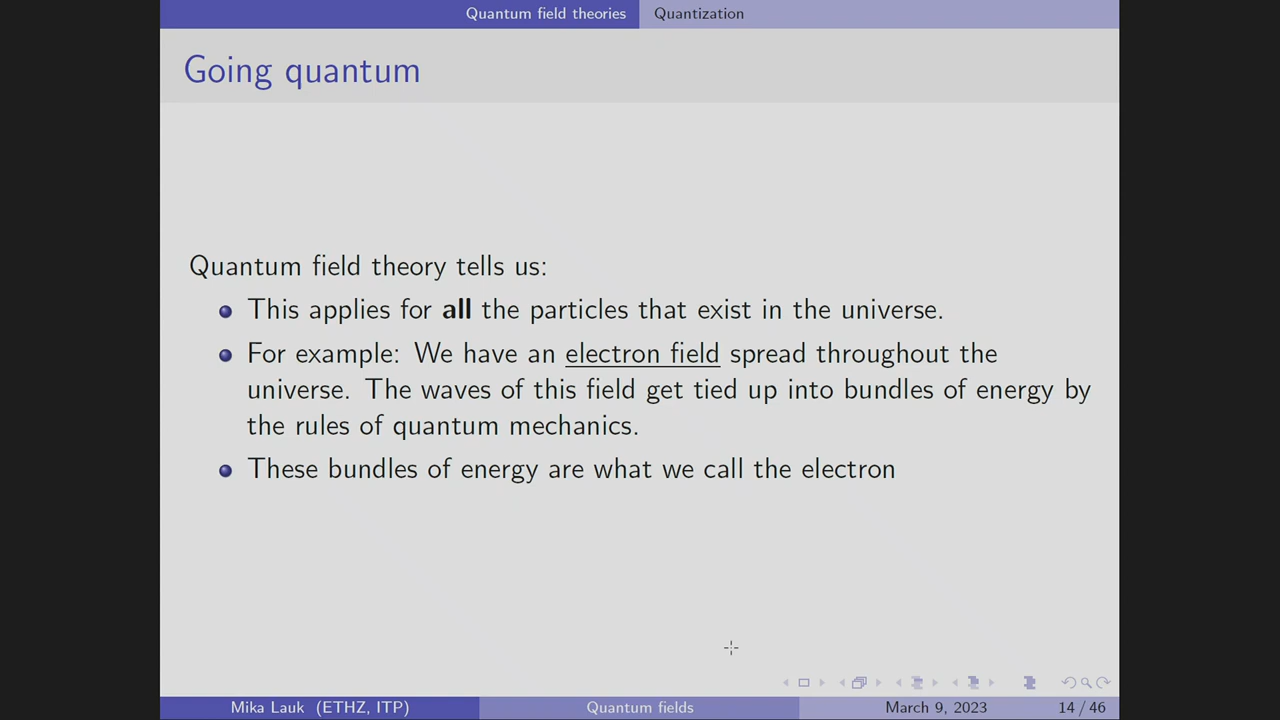 Quantum field theories Quantization
Going quantum
Quantum field theory tells us:
This applies for all the particles that exist in the universe.
For example: We have an electron field spread throughout the
universe. The waves of this field get tied up into bundles of energy by
the rules of quantum mechanics.
These bundles of energy are what we call the electron
Mika Lauk (ETHZ, ITP) Quantum fields March 9, 2023 14 / 46